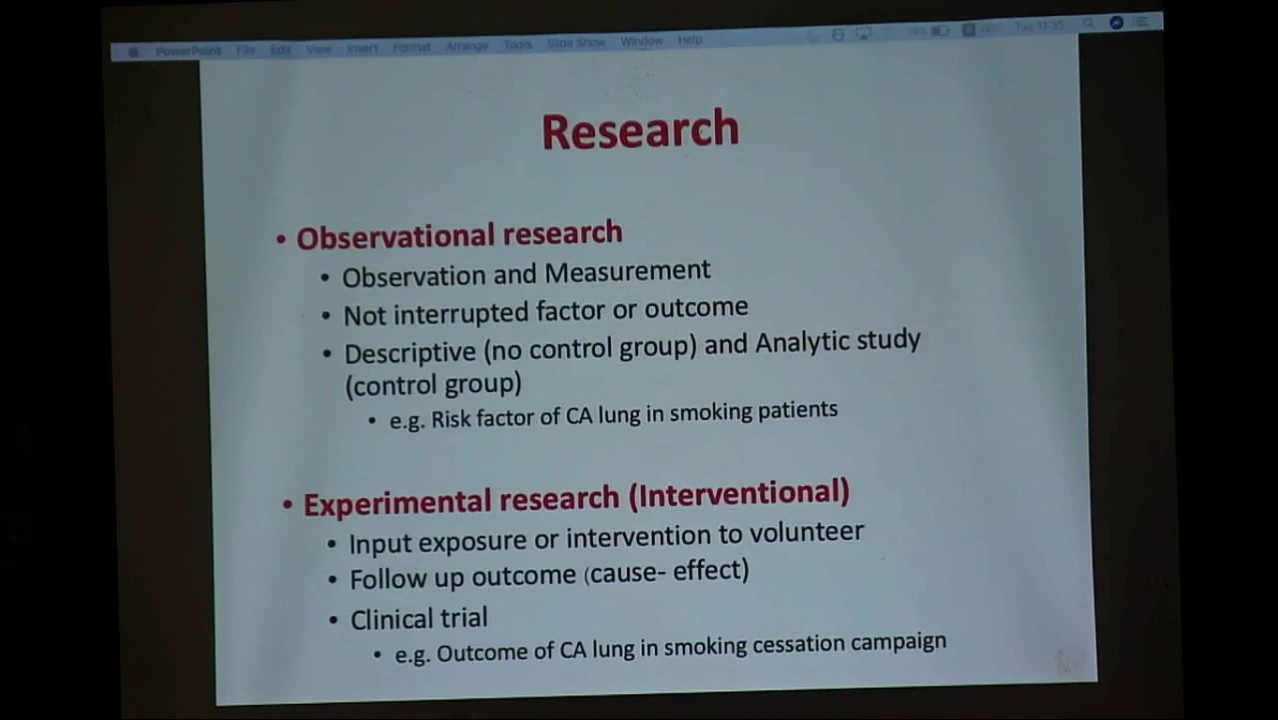 PowerPoint File Edit View Insert Format Arrange Tools Slide Show Window Help
Research
• Observational research
• Observation and Measurement
• Not interrupted factor or outcome
• Descriptive (no control group) and Analytic study
(control group)
• e.g. Risk factor of CA lung in smoking patients
• Experimental research (Interventional)
• Input exposure or intervention to volunteer
• Follow up outcome (cause- effect)
• Clinical trial
• e.g. Outcome of CA lung in smoking cessation campaign